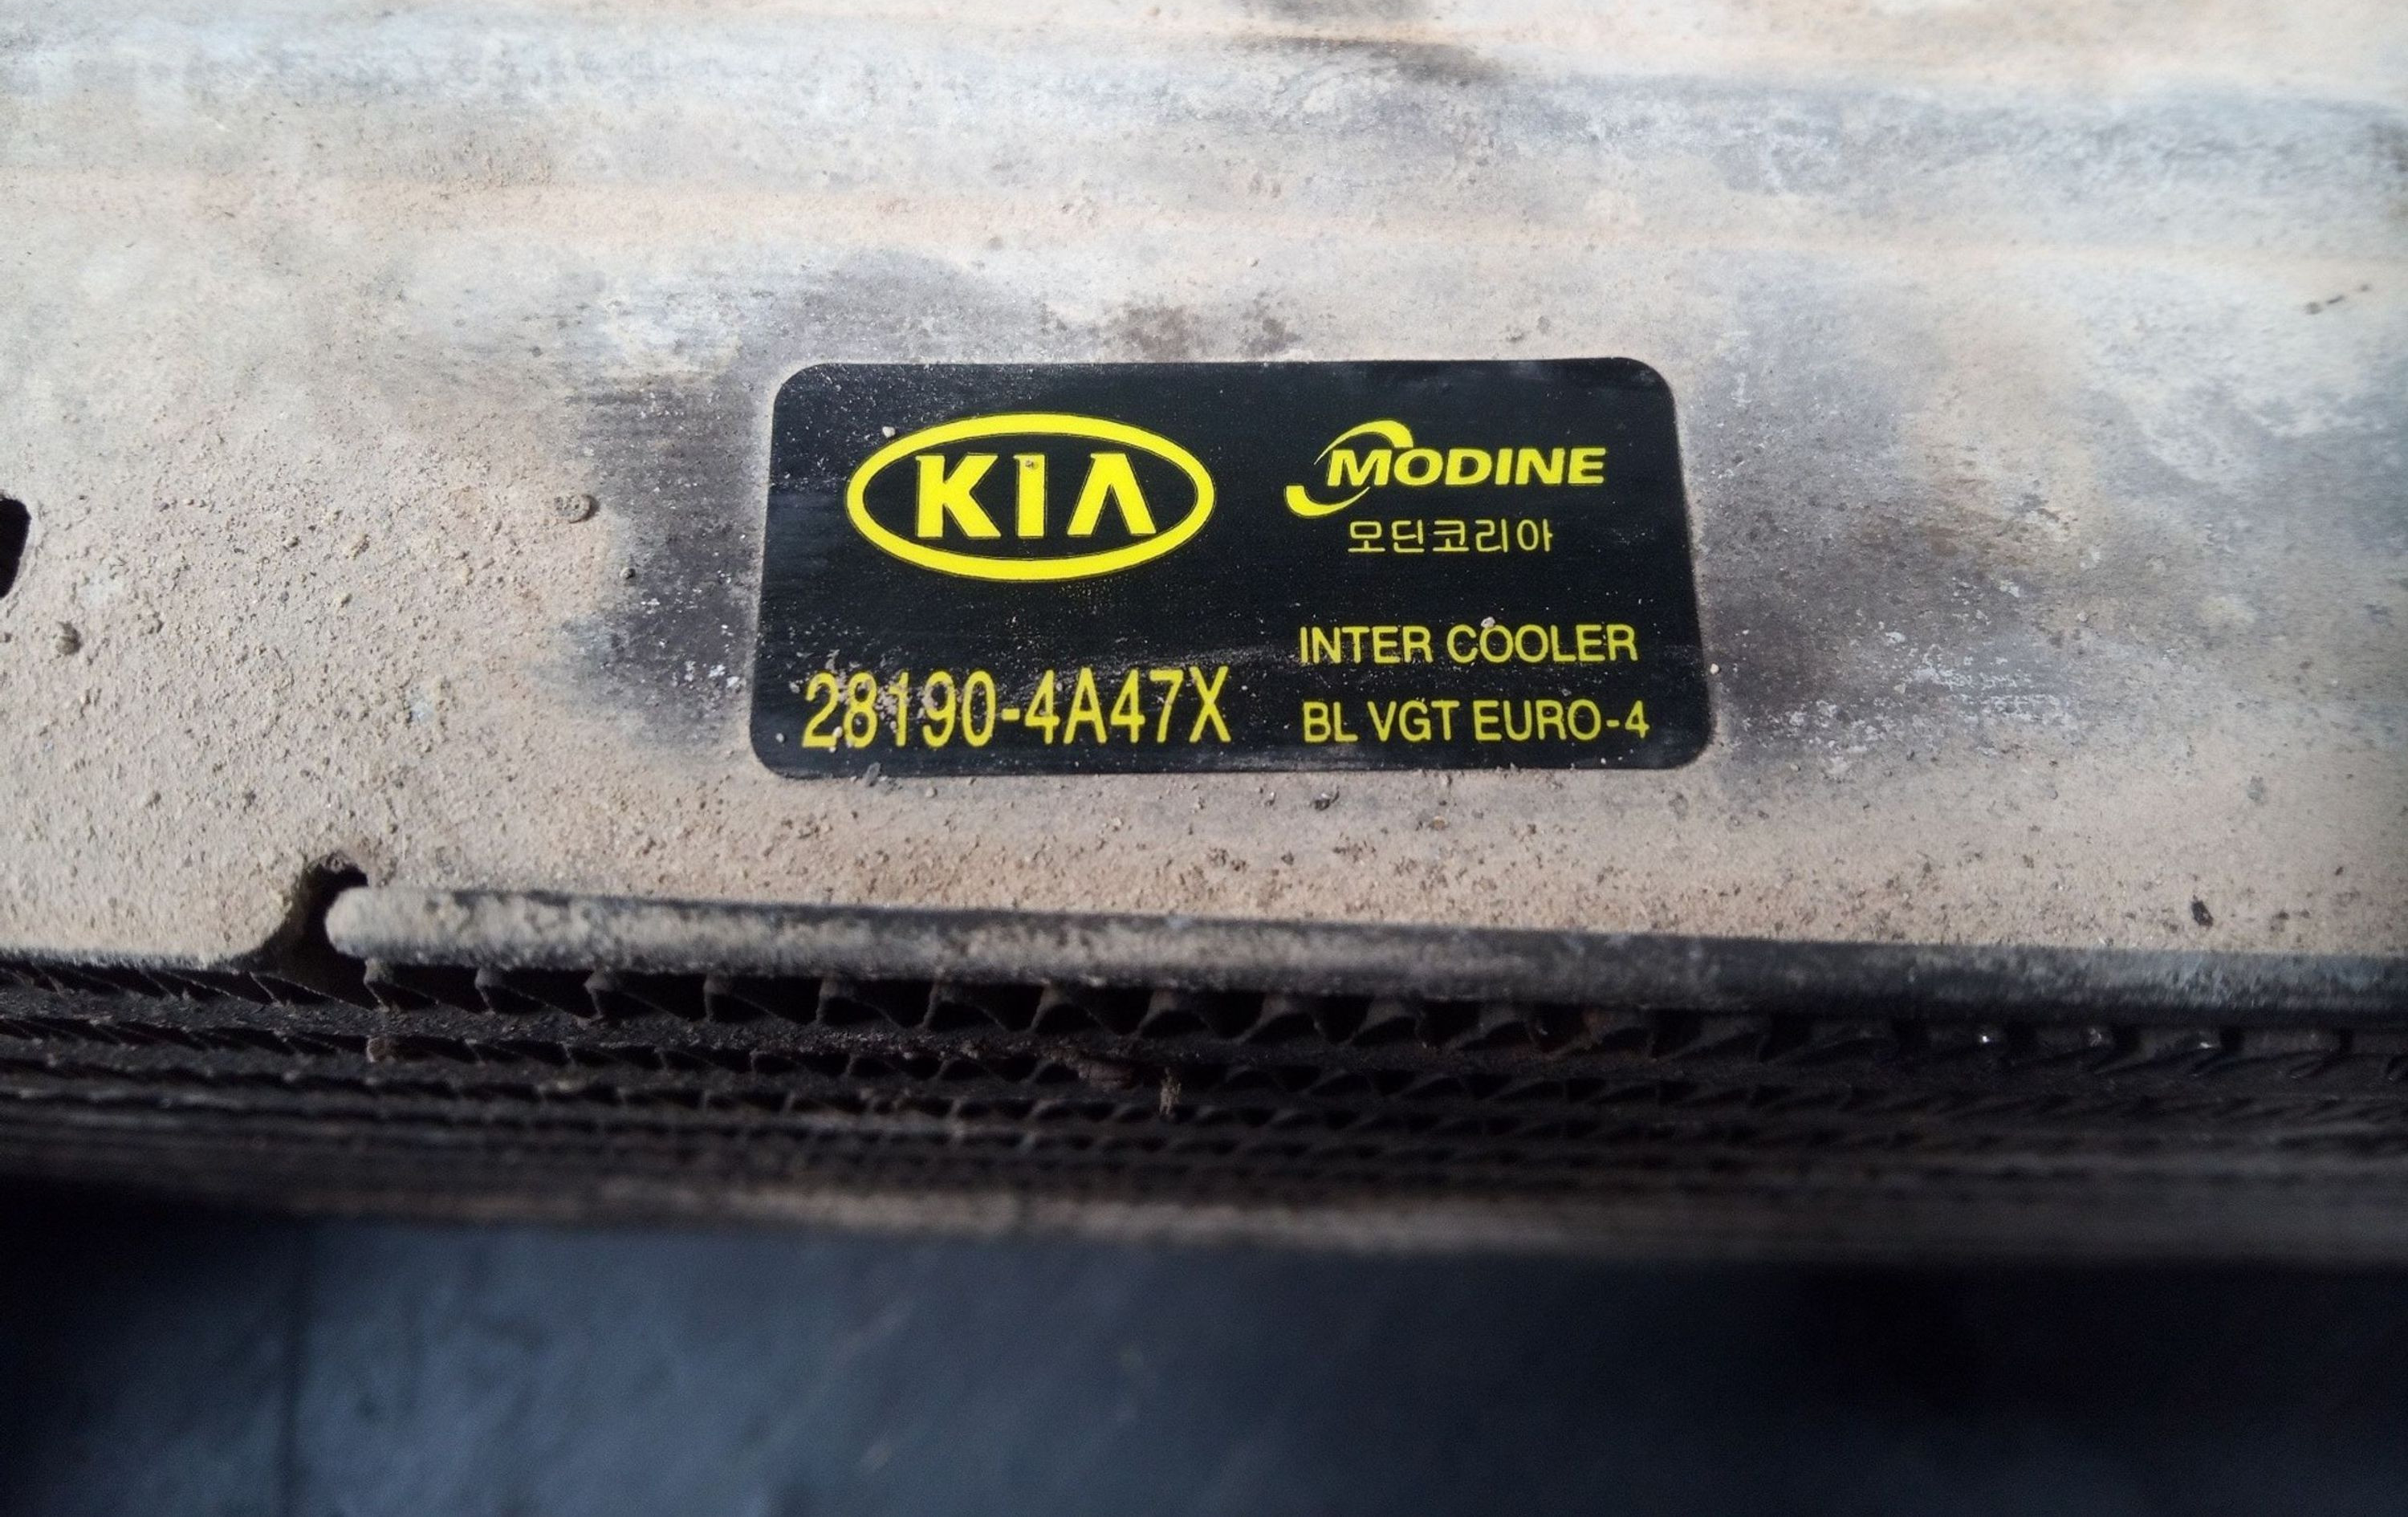 KIA
MODINE
모딘코리아
INTER COOLER
28190-4A47X
BL VGT EURO-4